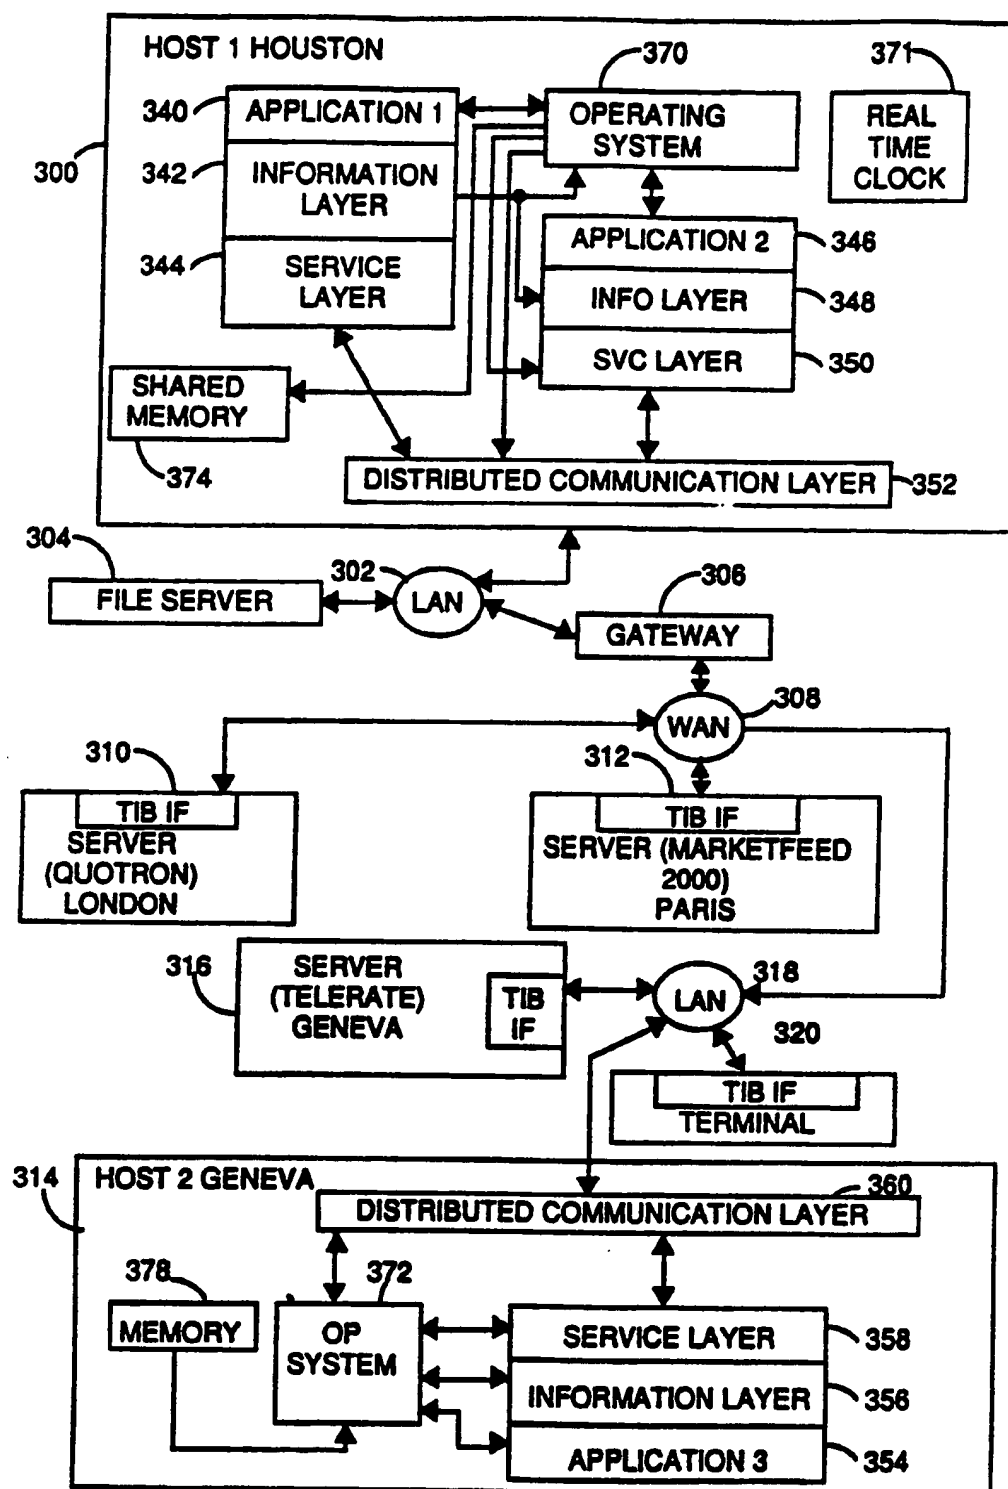 HOST 1 HOUSTON
370
371
340
APPLICATION 1
OPERATING
SYSTEM
REAL
TIME
CLOCK
300
342
INFORMATION
LAYER
APPLICATION 2
346
344
SERVICE
LAYER
INFO LAYER
348
SVC LAYER
350
SHARED
MEMORY
374
DISTRIBUTED COMMUNICATION LAYER
352
304
302
306
FILE SERVER
LAN
GATEWAY
308
WAN
310
312
TIB IF
SERVER
(QUOTRON)
LONDON
TIB IF
SERVER (MARKETFEED
2000)
PARIS
316
SERVER
(TELERATE)
GENEVA
TIB
IF
318
LAN
320
TIB IF
TERMINAL
314
HOST 2 GENEVA
360
DISTRIBUTED COMMUNICATION LAYER
378
372
MEMORY
OP
SYSTEM
SERVICE LAYER
358
INFORMATION LAYER
356
APPLICATION 3
354